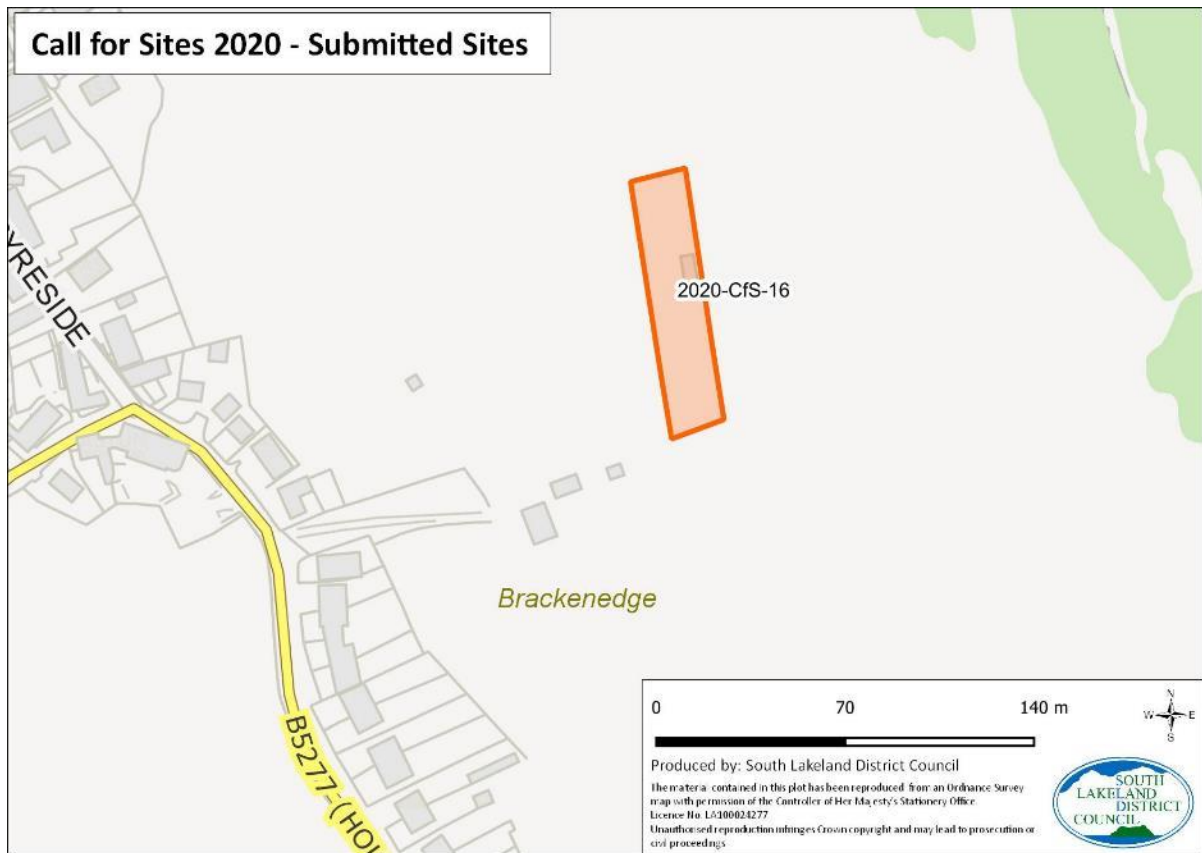 Call for Sites 2020 - Submitted Sites
YRESIDE
2020-CfS-16
Brackenedge
B5277-(HOL
0 70 140 m
N
W E
S
Produced by: South Lakeland District Council
The material contained in this plot has been reproduced from an Ordnance Survey
map with permission of the Controller of Her Majesty's Stationery Office.
Licence No. LA100024277
Unauthorised reproduction infringes Crown copyright and may lead to prosecution or
civil proceedings
SOUTH
LAKELAND
DISTRICT
COUNCIL